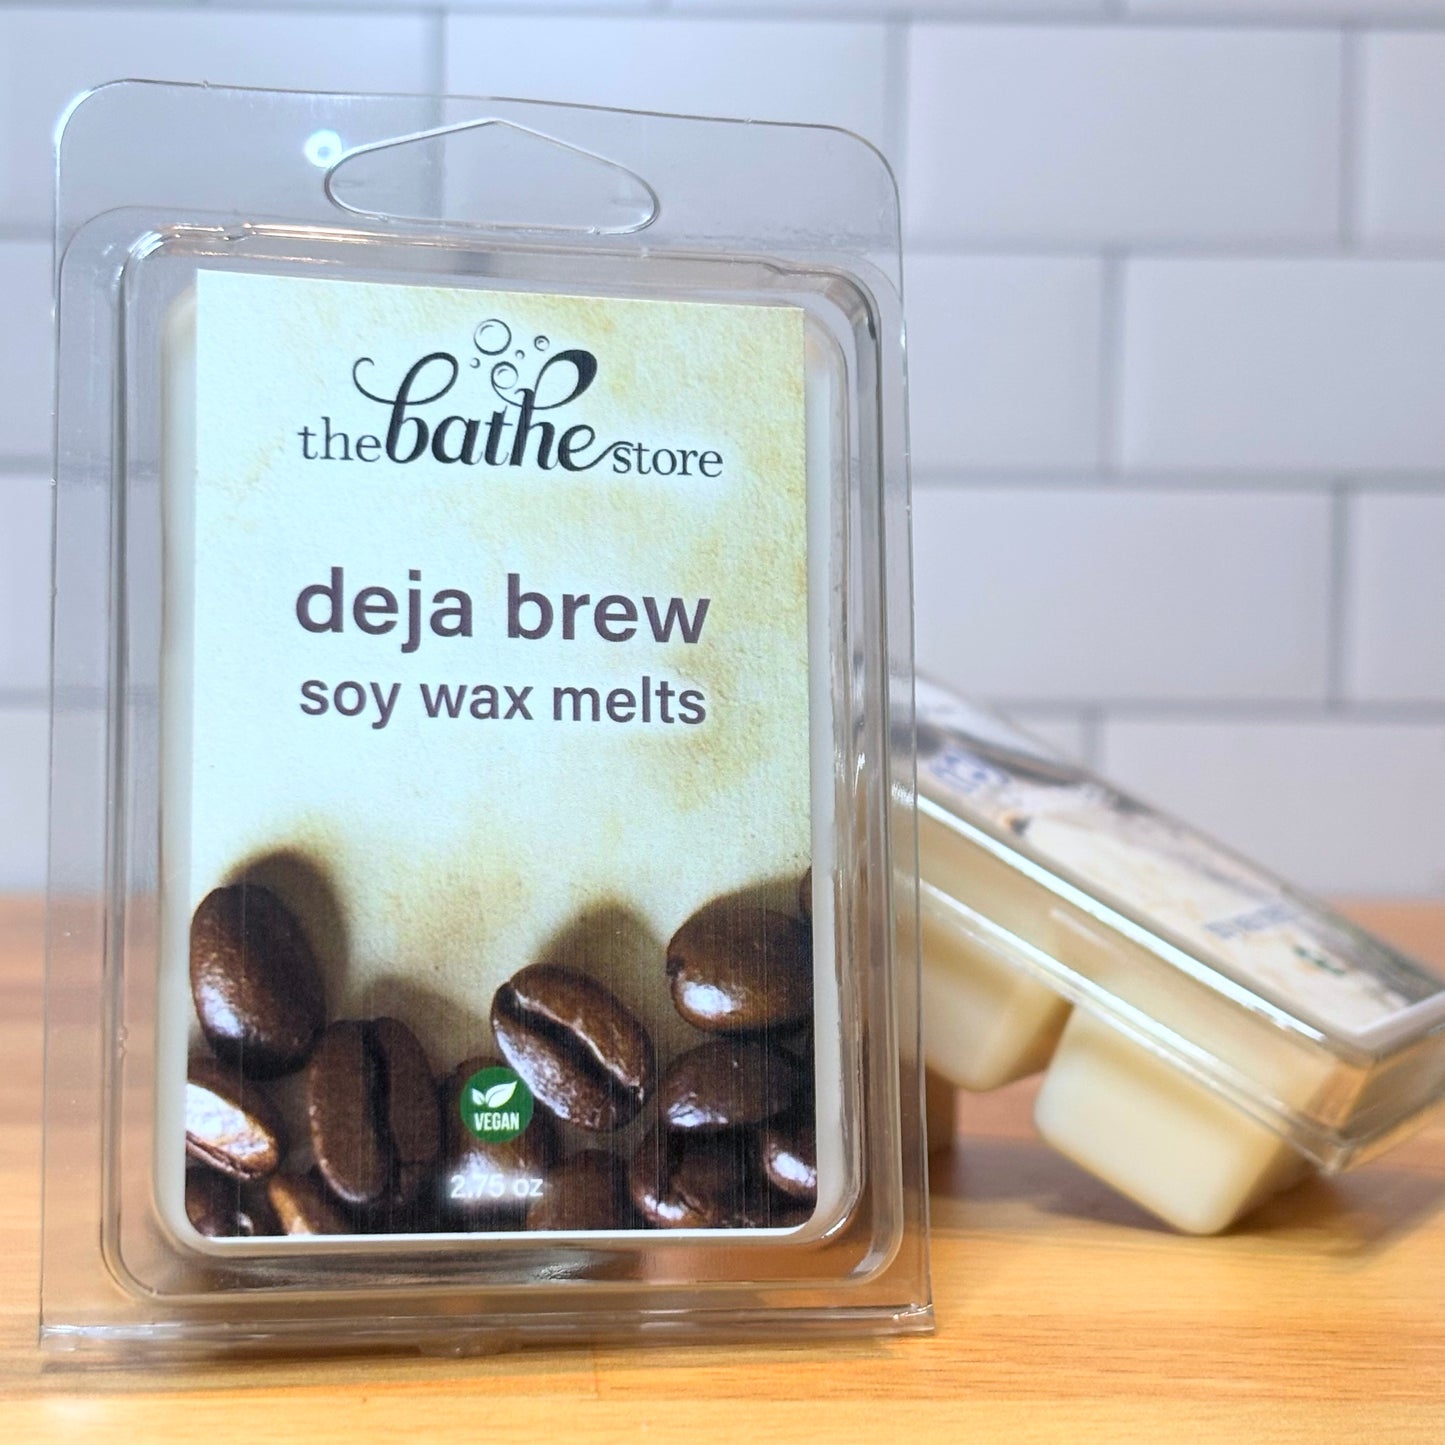 the bathe store
deja brew
soy wax melts
VEGAN
2.75 oz